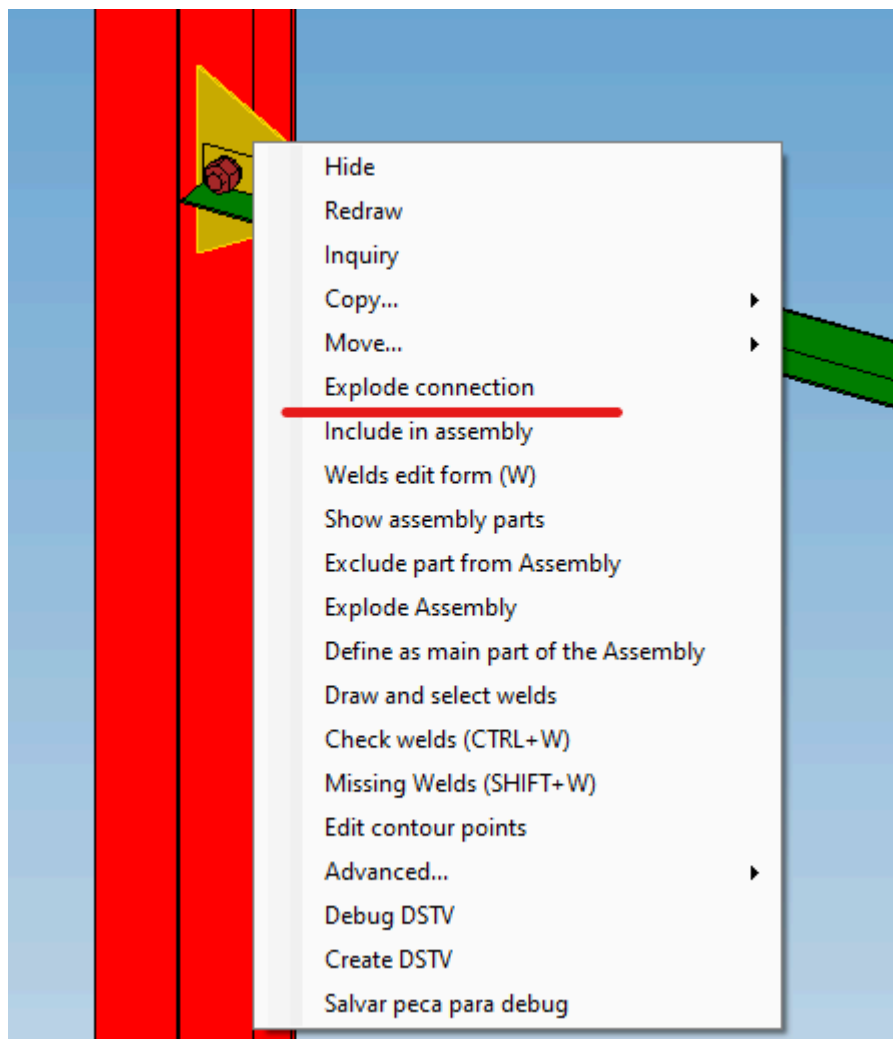 Hide
Redraw
Inquiry
Copy...
Move...
Explode connection
Include in assembly
Welds edit form (W)
Show assembly parts
Exclude part from Assembly
Explode Assembly
Define as main part of the Assembly
Draw and select welds
Check welds (CTRL+W)
Missing Welds (SHIFT+W)
Edit contour points
Advanced...
Debug DSTV
Create DSTV
Salvar peca para debug